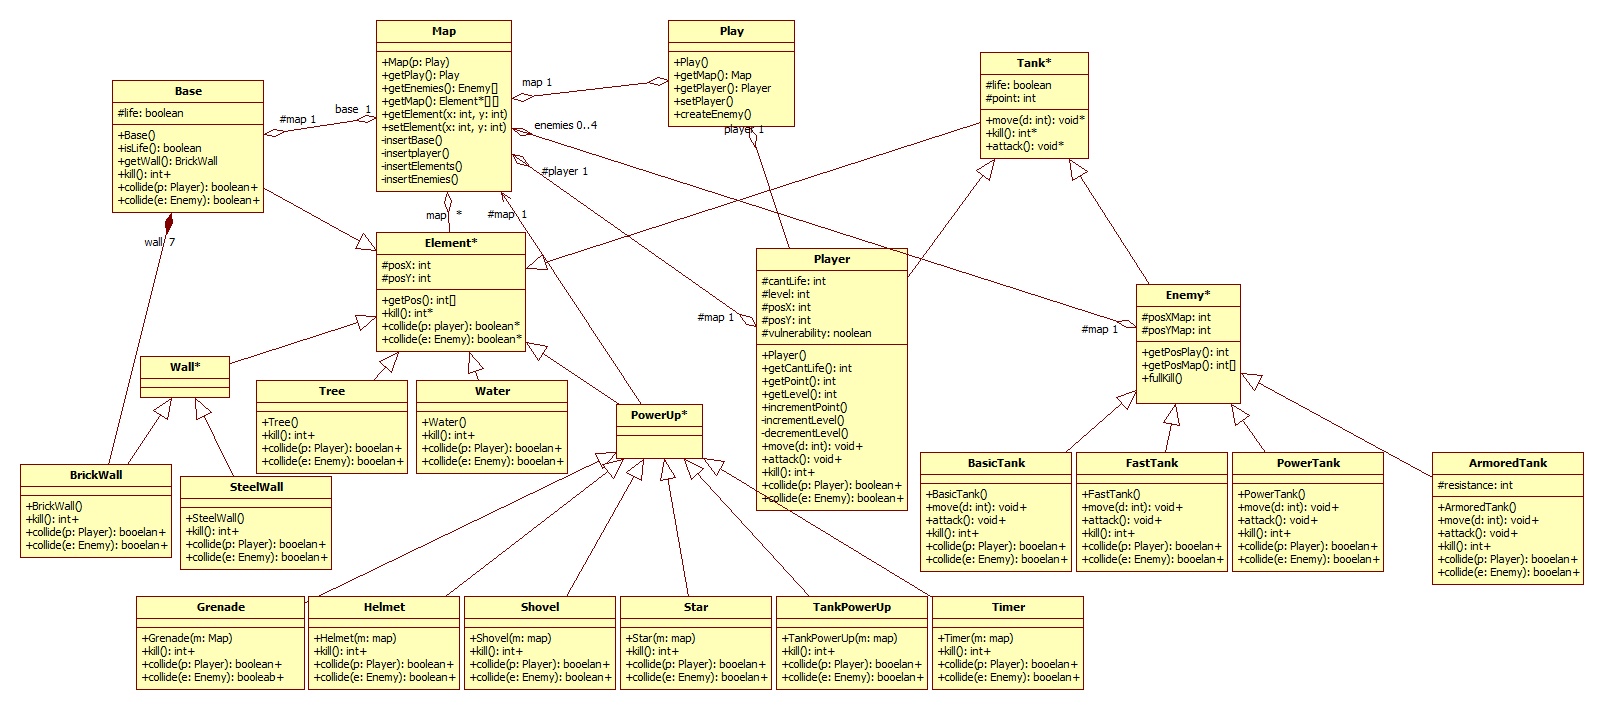 Map
+Map(p: Play)
+getPlay(): Play
+getEnemies(): Enemy[]
+getMap(): Element*[][]
+getElement(x: int, y: int)
+setElement(x: int, y: int)
-insertBase()
-insertplayer()
-insertElements()
-insertEnemies()
Play
+Play()
+getMap(): Map
+getPlayer(): Player
+setPlayer()
+createEnemy()
Tank*
#life: boolean
#point: int
+move(d: int): void*
+kill(): int*
+attack(): void*
Base
#life: boolean
+Base()
+isLife(): boolean
+getWall(): BrickWall
+kill(): int+
+collide(p: Player): boolean+
+collide(e: Enemy): boolean+
#map 1
base 1
map 1
enemies 0..4
player 1
#player 1
map *
#map 1
wall 7
#map 1
#map 1
Element*
#posX: int
#posY: int
+getPos(): int[]
+kill(): int*
+collide(p: player): boolean*
+collide(e: Enemy): boolean*
Player
#cantLife: int
#level: int
#posX: int
#posY: int
#vulnerability: noolean
+Player()
+getCantLife(): int
+getPoint(): int
+getLevel(): int
+incrementPoint()
-incrementLevel()
-decrementLevel()
+move(d: int): void+
+attack(): void+
+kill(): int+
+collide(p: Player): boolean+
+collide(e: Enemy): boolean+
Enemy*
#posXMap: int
#posYMap: int
+getPosPlay(): int
+getPosMap(): int[]
+fullKill()
Wall*
Tree
+Tree()
+kill(): int+
+collide(p: Player): booelan+
+collide(e: Enemy): booelan+
Water
+Water()
+kill(): int+
+collide(p: Player): booelan+
+collide(e: Enemy): booelan+
PowerUp*
BrickWall
+BrickWall()
+kill(): int+
+collide(p: Player): booelan+
+collide(e: Enemy): booelan+
SteelWall
+SteelWall()
+kill(): int+
+collide(p: Player): booelan+
+collide(e: Enemy): booelan+
BasicTank
+BasicTank()
+move(d: int): void+
+attack(): void+
+kill(): int+
+collide(p: Player): booelan+
+collide(e: Enemy): booelan+
FastTank
+FastTank()
+move(d: int): void+
+attack(): void+
+kill(): int+
+collide(p: Player): booelan+
+collide(e: Enemy): booelan+
PowerTank
+PowerTank()
+move(d: int): void+
+attack(): void+
+kill(): int+
+collide(p: Player): booelan+
+collide(e: Enemy): booelan+
ArmoredTank
#resistance: int
+ArmoredTank()
+move(d: int): void+
+attack(): void+
+kill(): int+
+collide(p: Player): booelan+
+collide(e: Enemy): booelan+
Grenade
+Grenade(m: Map)
+kill(): int+
+collide(p: Player): boolean+
+collide(e: Enemy): booleab+
Helmet
+Helmet(m: map)
+kill(): int+
+collide(p: Player): booelan+
+collide(e: Enemy): booelan+
Shovel
+Shovel(m: map)
+kill(): int+
+collide(p: Player): booelan+
+collide(e: Enemy): booelan+
Star
+Star(m: map)
+kill(): int+
+collide(p: Player): booelan+
+collide(e: Enemy): booelan+
TankPowerUp
+TankPowerUp(m: map)
+kill(): int+
+collide(p: Player): booelan+
+collide(e: Enemy): booelan+
Timer
+Timer(m: map)
+kill(): int+
+collide(p: Player): booelan+
+collide(e: Enemy): booelan+